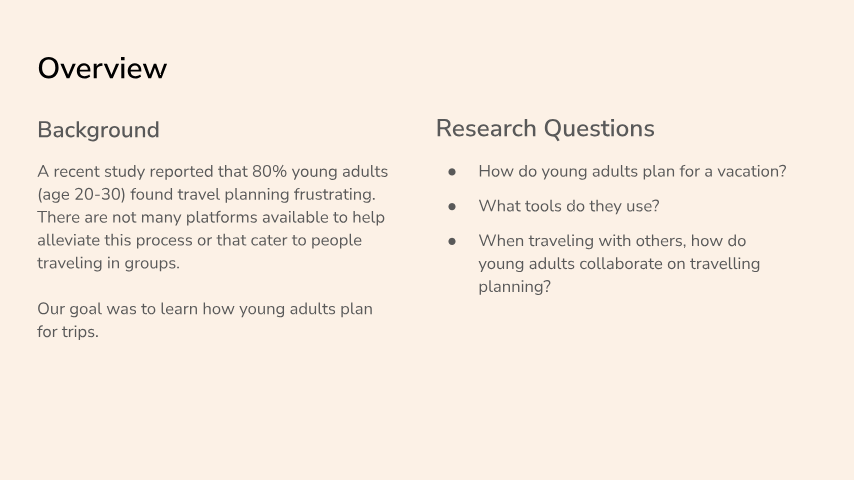 Overview
Background
A recent study reported that 80% young adults
(age 20-30) found travel planning frustrating.
There are not many platforms available to help
alleviate this process or that cater to people
traveling in groups.
Our goal was to learn how young adults plan
for trips.
Research Questions
● How do young adults plan for a vacation?
● What tools do they use?
● When traveling with others, how do
young adults collaborate on travelling
planning?